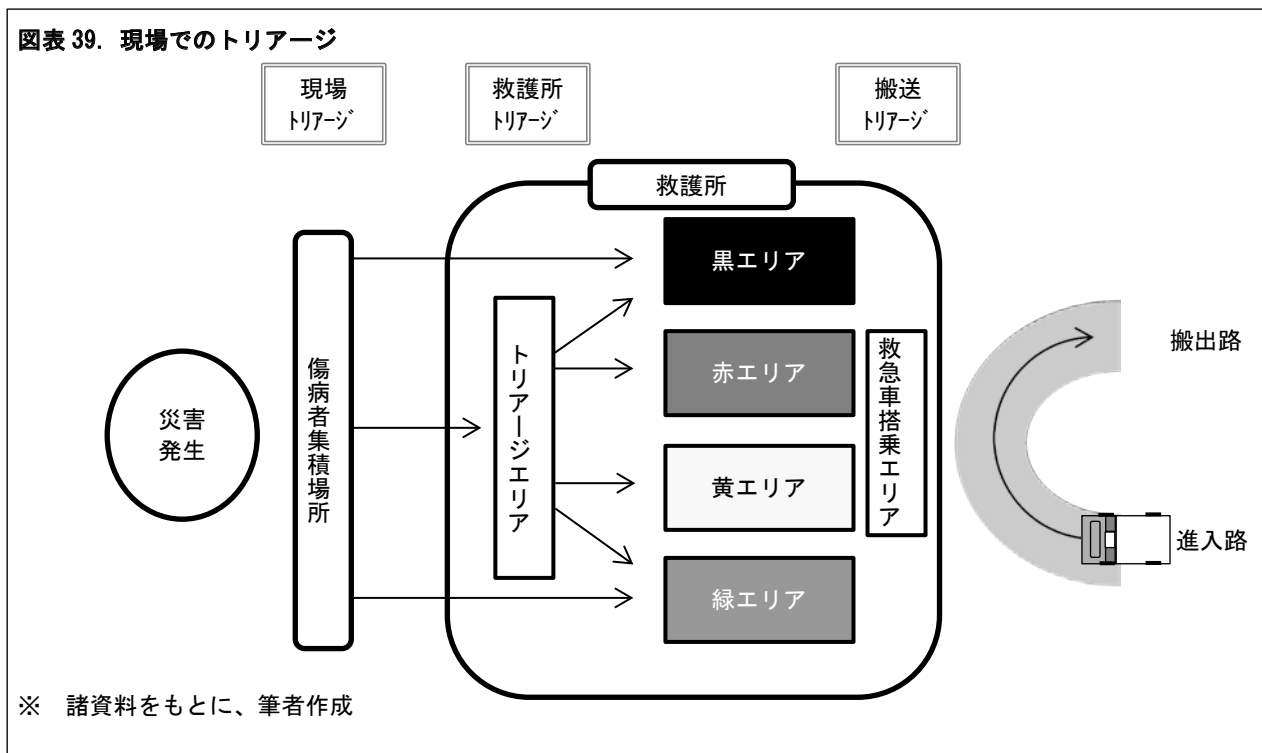 図表 39. 現場でのトリアージ
現場
ﾄﾘｱｰｼﾞ
救護所
ﾄﾘｱｰｼﾞ
搬送
ﾄﾘｱｰｼﾞ
救護所
災害
発生
傷病者集積場所
トリアージエリア
黒エリア
赤エリア
黄エリア
緑エリア
救急車搭乗エリア
搬出路
進入路
※　諸資料をもとに、筆者作成